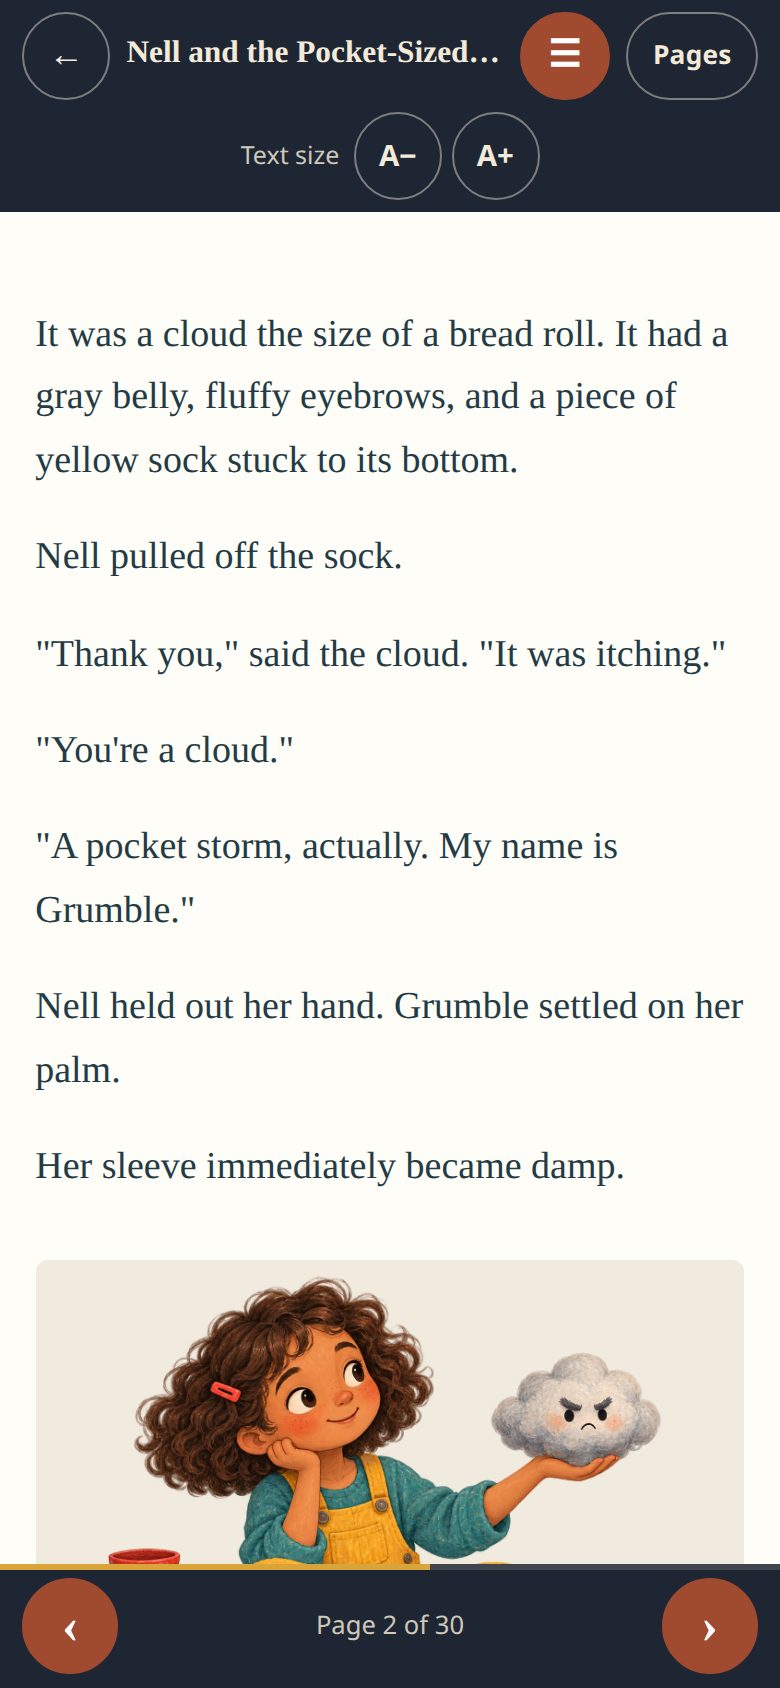 ← Nell and the Pocket-Sized… ☰ Pages
Text size A− A+
It was a cloud the size of a bread roll. It had a
gray belly, fluffy eyebrows, and a piece of
yellow sock stuck to its bottom.
Nell pulled off the sock.
"Thank you," said the cloud. "It was itching."
"You're a cloud."
"A pocket storm, actually. My name is
Grumble."
Nell held out her hand. Grumble settled on her
palm.
Her sleeve immediately became damp.
‹ Page 2 of 30 ›